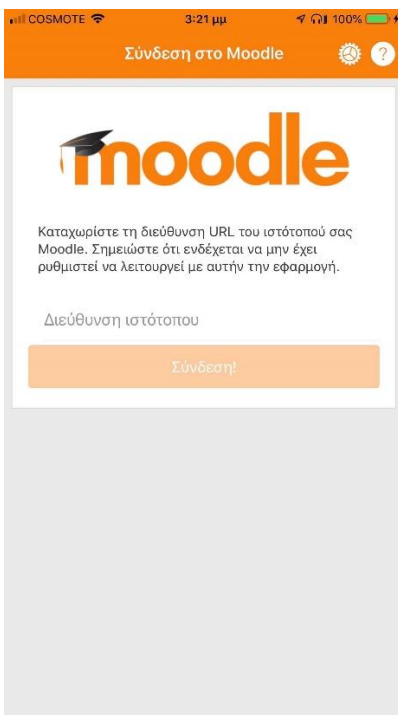 COSMOTE 3:21 μμ 100%
Σύνδεση στο Moodle ?
moodle
Καταχωρίστε τη διεύθυνση URL του ιστότοπού σας
Moodle. Σημειώστε ότι ενδέχεται να μην έχει
ρυθμιστεί να λειτουργεί με αυτήν την εφαρμογή.
Διεύθυνση ιστότοπου
Σύνδεση!